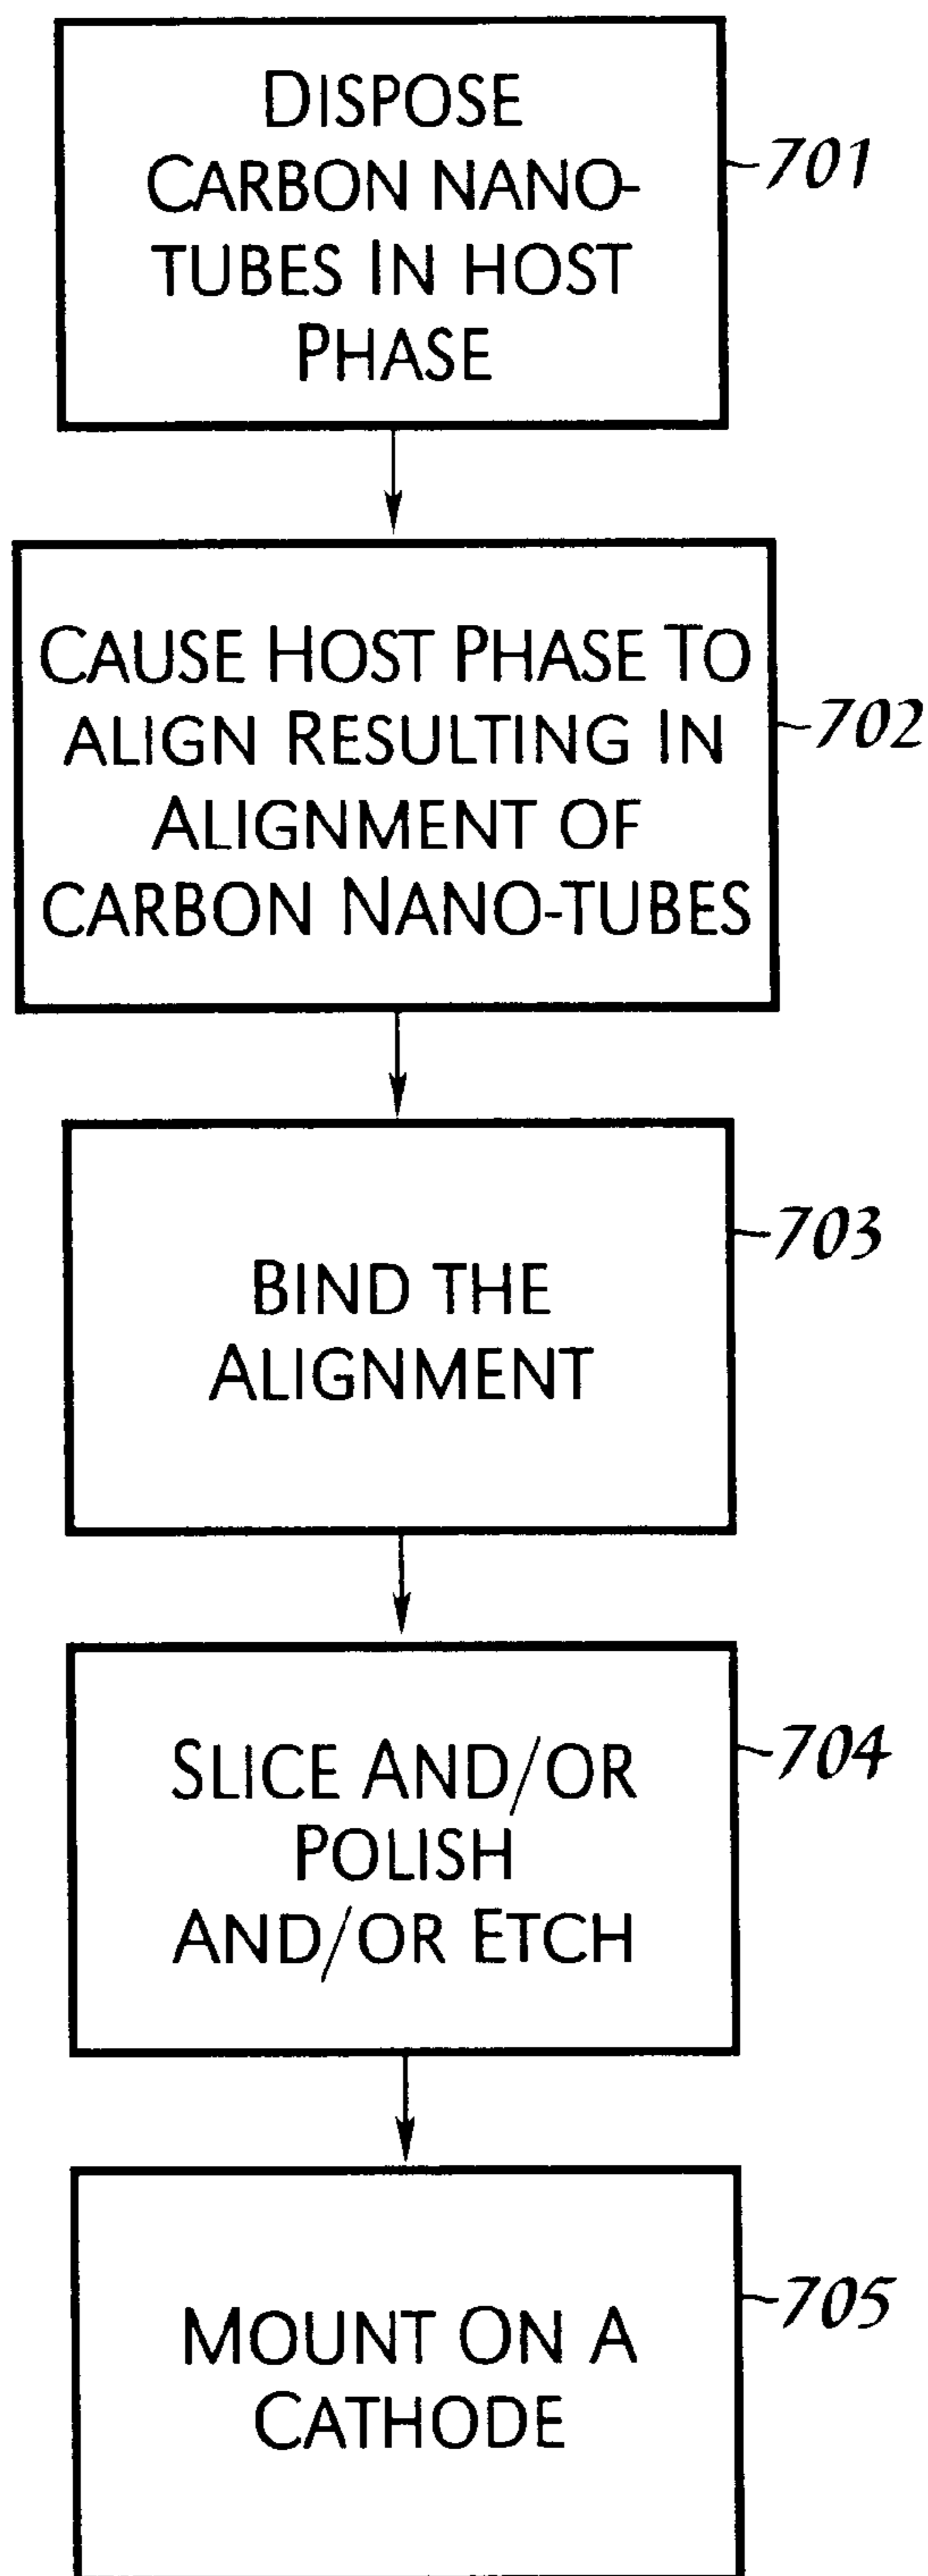 DISPOSE
CARBON NANO-
TUBES IN HOST
PHASE
701
CAUSE HOST PHASE TO
ALIGN RESULTING IN
ALIGNMENT OF
CARBON NANO-TUBES
702
BIND THE
ALIGNMENT
703
SLICE AND/OR
POLISH
AND/OR ETCH
704
MOUNT ON A
CATHODE
705